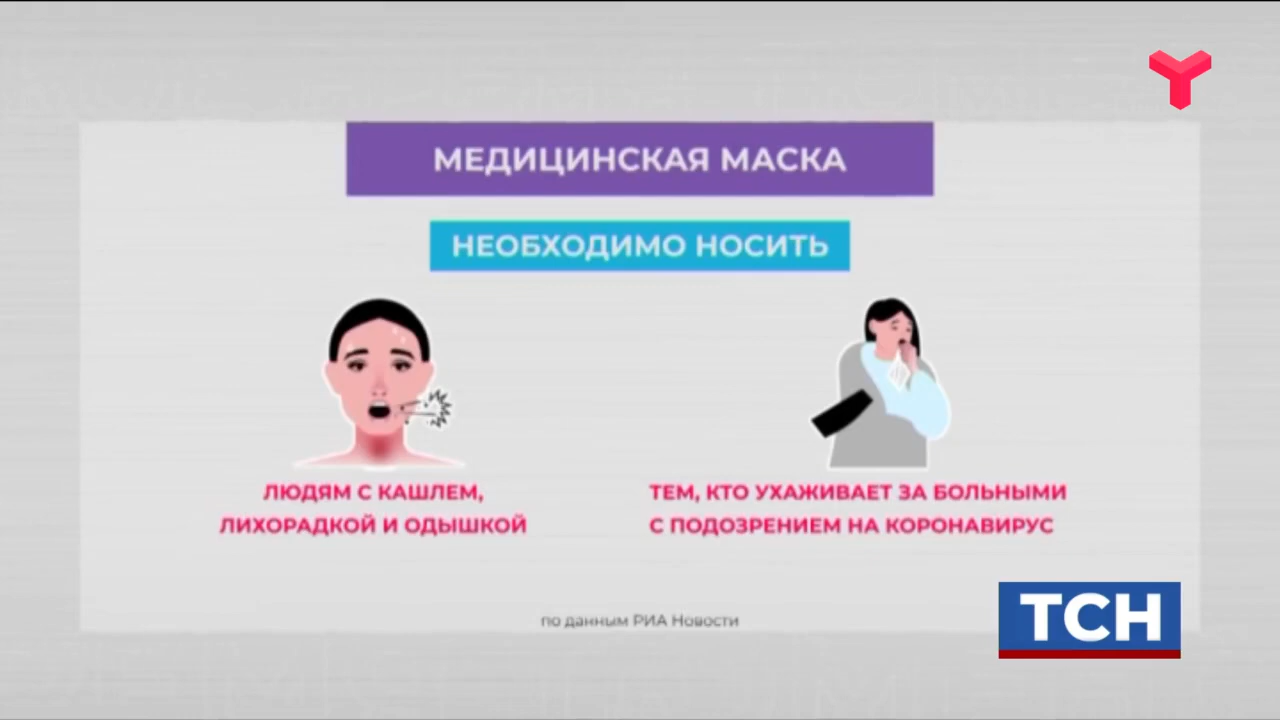 МЕДИЦИНСКАЯ МАСКА
НЕОБХОДИМО НОСИТЬ
ЛЮДЯМ С КАШЛЕМ,
ЛИХОРАДКОЙ И ОДЫШКОЙ
ТЕМ, КТО УХАЖИВАЕТ ЗА БОЛЬНЫМИ
С ПОДОЗРЕНИЕМ НА КОРОНАВИРУС
по данным РИА Новости
ТСН